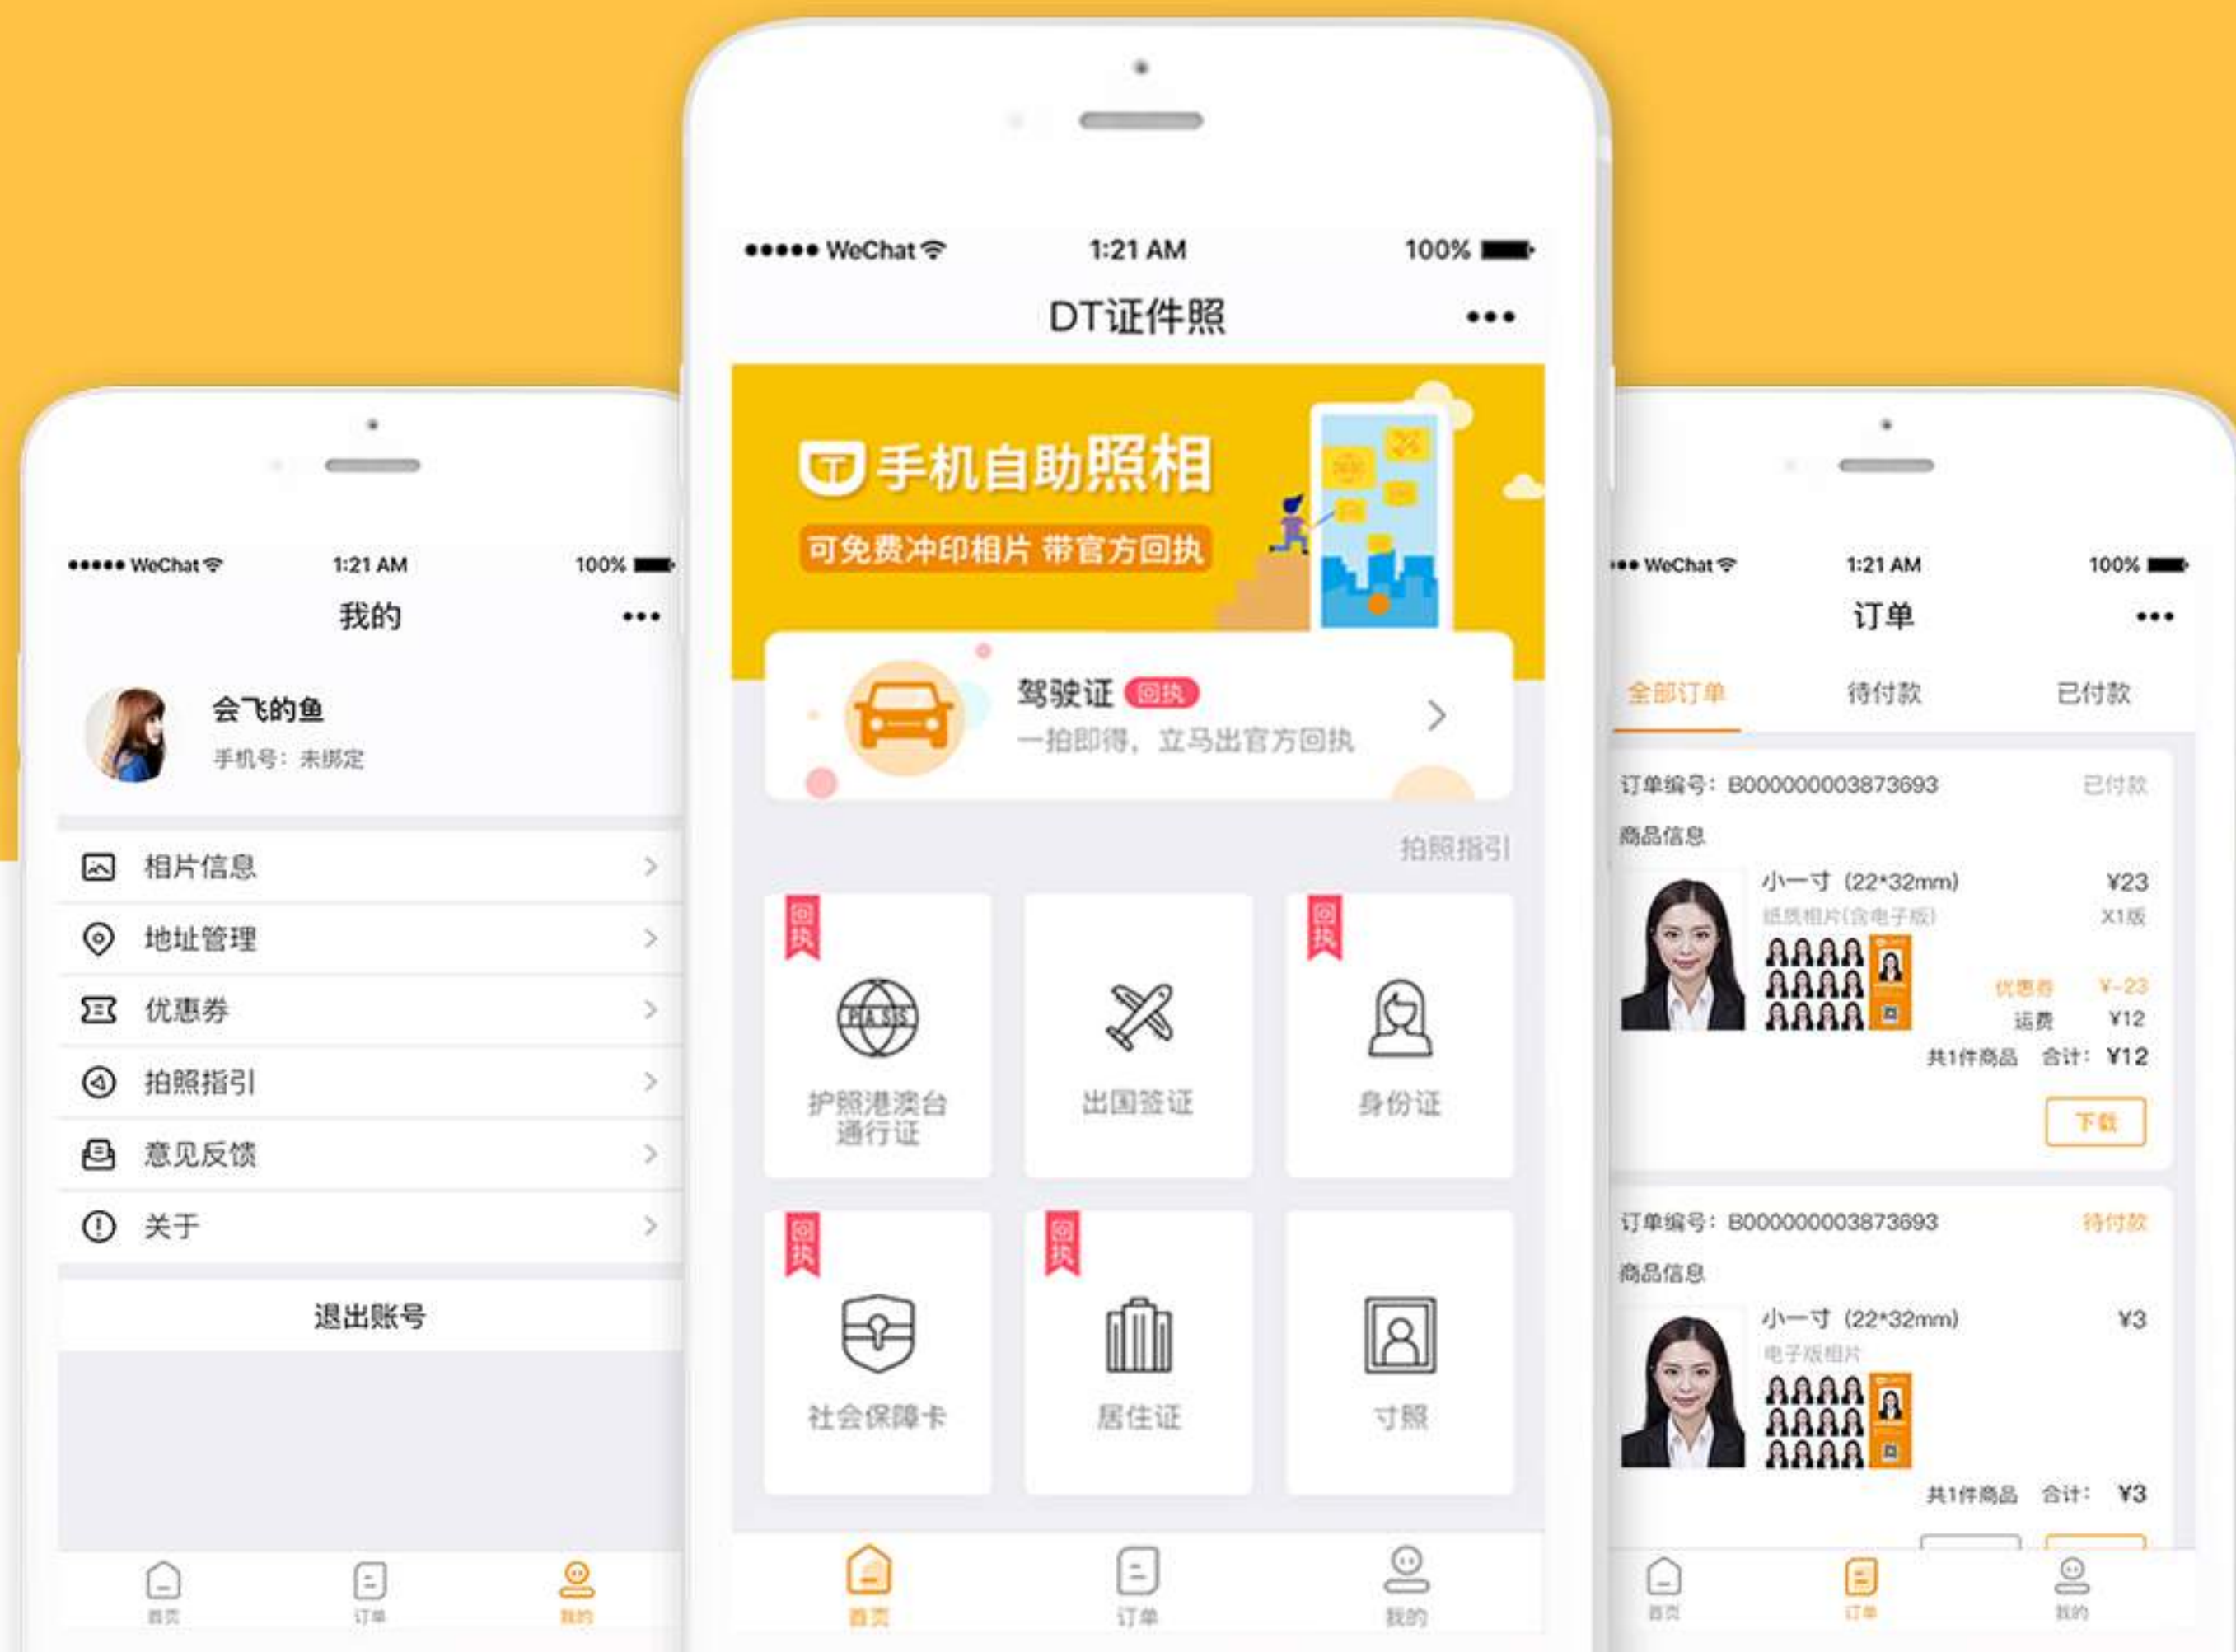 ●●●●● WeChat 1:21 AM 100%
我的
会飞的鱼
手机号：未绑定
相片信息
地址管理
优惠券
拍照指引
意见反馈
关于
退出账号
首页 订单 我的
●●●●● WeChat 1:21 AM 100%
DT证件照
手机自助照相
可免费冲印相片 带官方回执
驾驶证 回执
一拍即得，立马出官方回执
拍照指引
回执
PASS
护照港澳台
通行证
出国签证
回执
身份证
回执
社会保障卡
回执
居住证
寸照
首页 订单 我的
WeChat 1:21 AM 100%
订单
全部订单 待付款 已付款
订单编号：B000000003873693 已付款
商品信息
小一寸（22*32mm） ¥23
纸质相片(含电子版) X1版
优惠券 ¥-23
运费 ¥12
共1件商品 合计：¥12
下载
订单编号：B000000003873693 待付款
商品信息
小一寸（22*32mm） ¥3
电子版相片
共1件商品 合计：¥3
首页 订单 我的